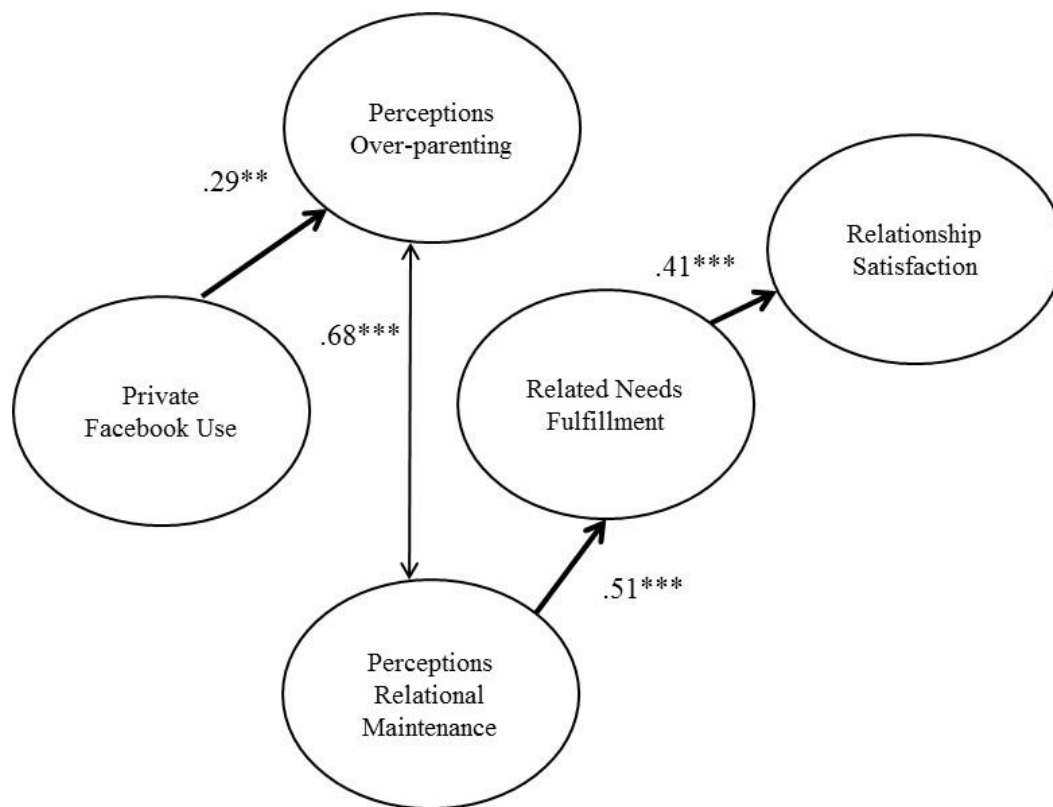 Perceptions
Over-parenting
.29**
Relationship
Satisfaction
.41***
.68***
Private
Facebook Use
Related Needs
Fulfillment
.51***
Perceptions
Relational
Maintenance